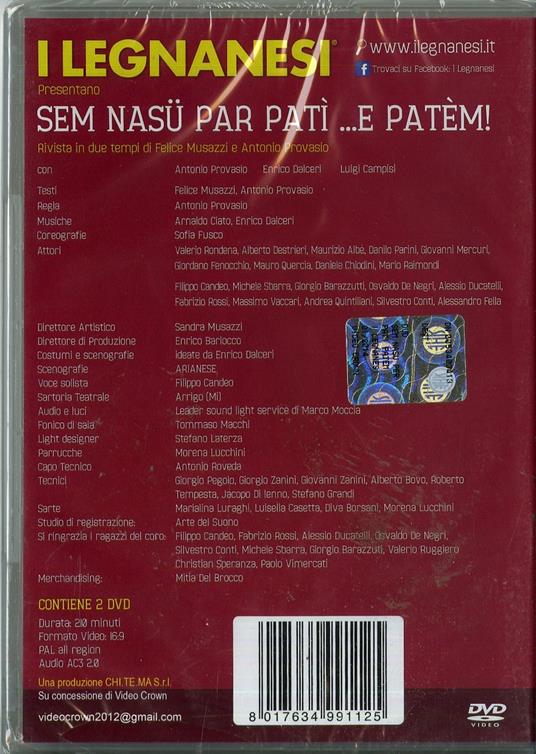 I LEGNANESI®
www.ilegnanesi.it
Trovaci su Facebook: I Legnanesi
Presentano
SEM NASÜ PAR PATÌ ...E PATÈM!
Rivista in due tempi di Felice Musazzi e Antonio Provasio
con Antonio Provasio Enrico Dalceri Luigi Campisi
Testi Felice Musazzi, Antonio Provasio
Regia Antonio Provasio
Musiche Arnaldo Ciato, Enrico Dalceri
Coreografie Sofia Fusco
Attori Valerio Rondena, Alberto Destrieri, Maurizio Albè, Danilo Parini, Giovanni Mercuri,
Giordano Fenocchio, Mauro Quercia, Daniele Chiodini, Mario Raimondi
Filippo Candeo, Michele Sbarra, Giorgio Barazzutti, Osvaldo De Negri, Alessio Ducatelli,
Fabrizio Rossi, Massimo Vaccari, Andrea Quintiliani, Silvestro Conti, Alessandro Fella
Direttore Artistico Sandra Musazzi
Direttore di Produzione Enrico Barlocco
Costumi e scenografie ideate da Enrico Dalceri
Scenografie ARIANESE
Voce solista Filippo Candeo
Sartoria Teatrale Arrigo (Mi)
Audio e luci Leader sound light service di Marco Moccia
Fonico di sala Tommaso Macchi
Light designer Stefano Laterza
Parrucche Morena Lucchini
Capo Tecnico Antonio Roveda
Tecnici Giorgio Pegolo, Giorgio Zanini, Giovanni Zanini, Alberto Bovo, Roberto
Tempesta, Jacopo Di Ienno, Stefano Grandi
Sarte Marialina Luraghi, Luisella Casetta, Diva Borsani, Morena Lucchini
Studio di registrazione: Arte del Suono
Si ringrazia i ragazzi del coro: Filippo Candeo, Fabrizio Rossi, Alessio Ducatelli, Osvaldo De Negri,
Silvestro Conti, Michele Sbarra, Giorgio Barazzuti, Valerio Ruggiero
Christian Speranza, Paolo Vimercati
Merchandising: Mitia Del Brocco
CONTIENE 2 DVD
Durata: 210 minuti
Formato Video: 16:9
PAL all region
Audio AC3 2.0
Una produzione CHI.TE.MA S.r.l.
Su concessione di Video Crown
videocrown2012@gmail.com
8 017634 991125
DVD
VIDEO